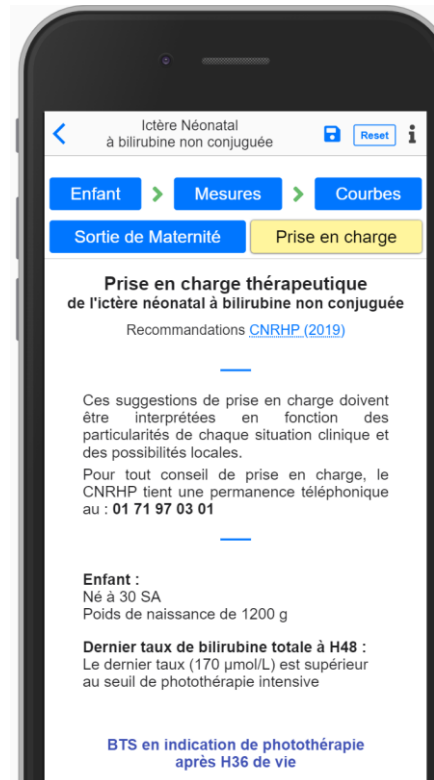 Ictère Néonatal
à bilirubine non conjuguée
Reset
Enfant
Mesures
Courbes
Sortie de Maternité
Prise en charge
Prise en charge thérapeutique
de l'ictère néonatal à bilirubine non conjuguée
Recommandations CNRHP (2019)
Ces suggestions de prise en charge doivent
être interprétées en fonction des
particularités de chaque situation clinique et
des possibilités locales.
Pour tout conseil de prise en charge, le
CNRHP tient une permanence téléphonique
au : 01 71 97 03 01
Enfant :
Né à 30 SA
Poids de naissance de 1200 g
Dernier taux de bilirubine totale à H48 :
Le dernier taux (170 µmol/L) est supérieur
au seuil de photothérapie intensive
BTS en indication de photothérapie
après H36 de vie